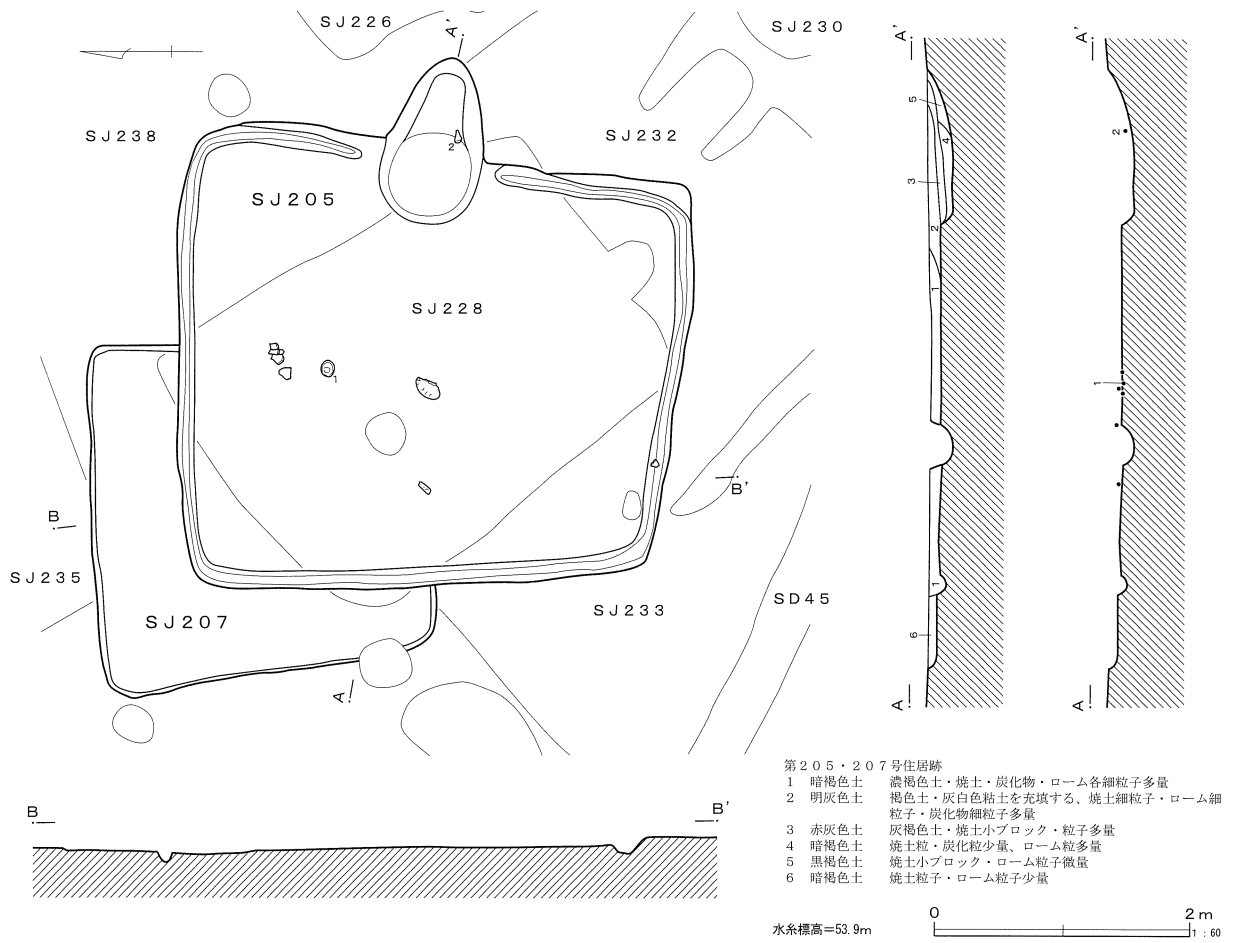 SJ226
A'
SJ230
SJ238
SJ232
2
SJ205
SJ228
1
B
B'
SJ235
SJ207
SJ233
SD45
A
A'
5
4
3
2
1
1
6
A
A'
2
1
A
B
B'
第205・207号住居跡
1 暗褐色土 濃褐色土・焼土・炭化物・ローム各細粒子多量
2 明灰色土 褐色土・灰白色粘土を充填する、焼土細粒子・ローム細
粒子・炭化物細粒子多量
3 赤灰色土 灰褐色土・焼土小ブロック・粒子多量
4 暗褐色土 焼土粒・炭化粒少量、ローム粒多量
5 黒褐色土 焼土小ブロック・ローム粒子微量
6 暗褐色土 焼土粒子・ローム粒子少量
水糸標高=53.9m
0 2m
1:60